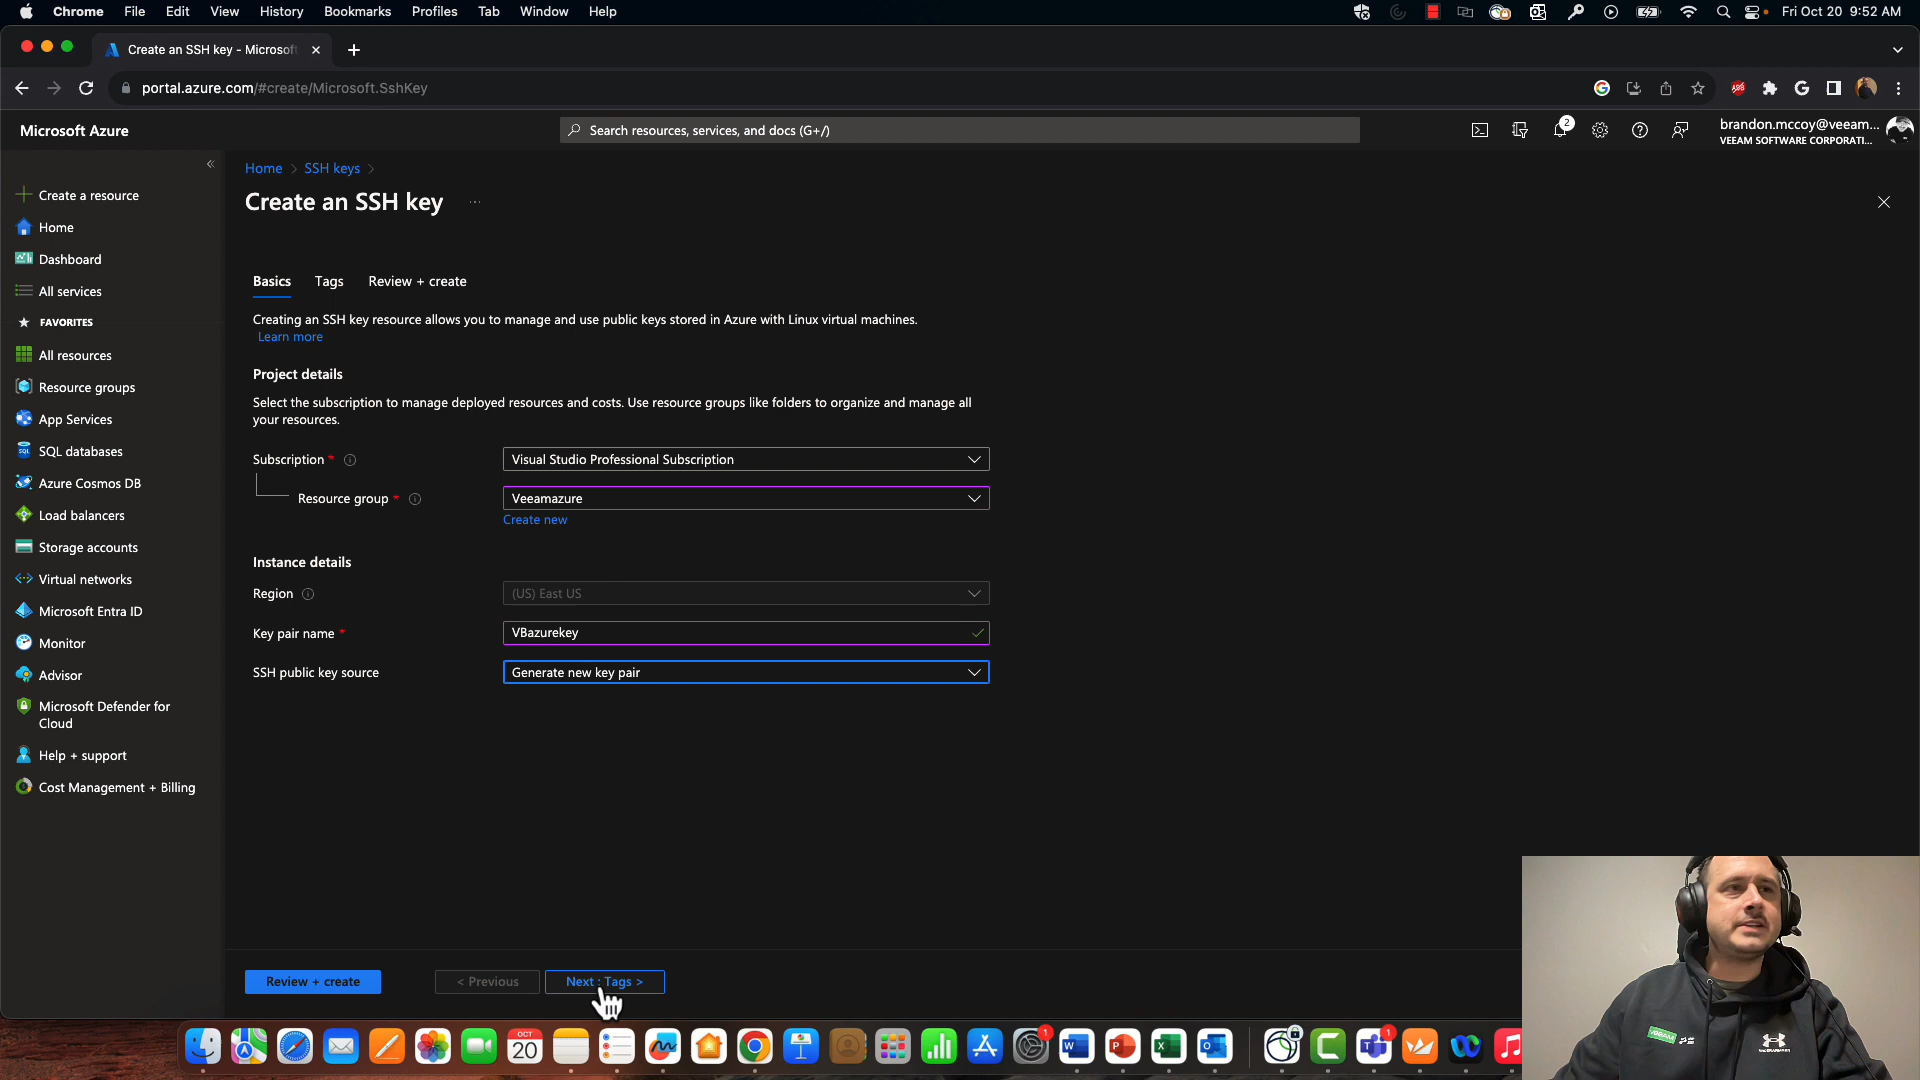 Chrome File Edit View History Bookmarks Profiles Tab Window Help
Fri Oct 20 9:52 AM
Create an SSH key - Microsoft
portal.azure.com/#create/Microsoft.SshKey
Microsoft Azure
Search resources, services, and docs (G+/)
2
brandon.mccoy@veeam...
VEEAM SOFTWARE CORPORATI...
Create a resource
Home
Dashboard
All services
FAVORITES
All resources
Resource groups
App Services
SQL databases
Azure Cosmos DB
Load balancers
Storage accounts
Virtual networks
Microsoft Entra ID
Monitor
Advisor
Microsoft Defender for
Cloud
Help + support
Cost Management + Billing
Home > SSH keys >
Create an SSH key ...
Basics Tags Review + create
Creating an SSH key resource allows you to manage and use public keys stored in Azure with Linux virtual machines.
Learn more
Project details
Select the subscription to manage deployed resources and costs. Use resource groups like folders to organize and manage all
your resources.
Subscription * Visual Studio Professional Subscription
Resource group * Veeamazure
Create new
Instance details
Region (US) East US
Key pair name * VBazurekey
SSH public key source Generate new key pair
Review + create < Previous Next : Tags >
OCT
20
1
1